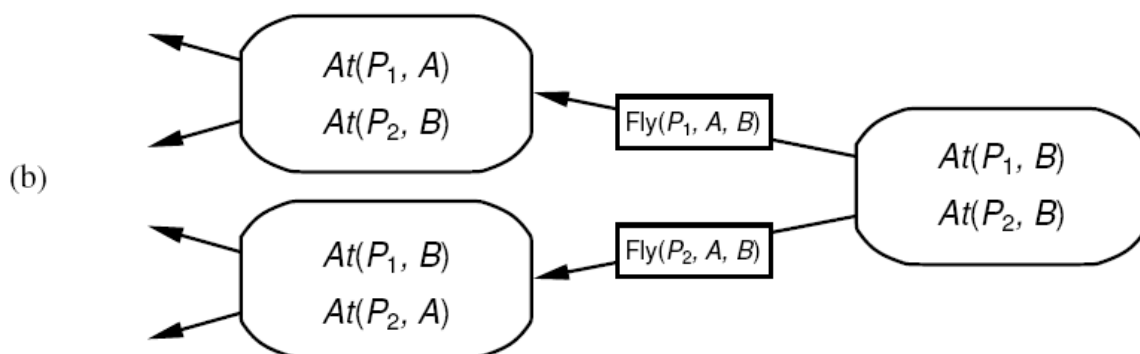 At(P₁, A)
At(P₂, B)
Fly(P₁, A, B)
At(P₁, B)
At(P₂, B)
(b)
At(P₁, B)
At(P₂, A)
Fly(P₂, A, B)